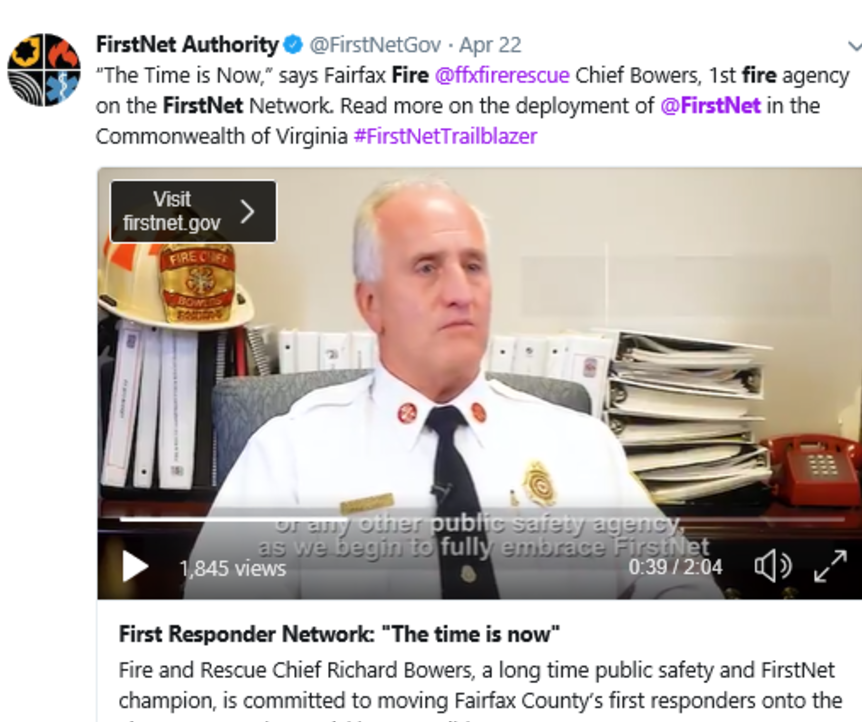 FirstNet Authority @FirstNetGov · Apr 22
“The Time is Now,” says Fairfax Fire @ffxfirerescue Chief Bowers, 1st fire agency
on the FirstNet Network. Read more on the deployment of @FirstNet in the
Commonwealth of Virginia #FirstNetTrailblazer
Visit
firstnet.gov
FIRE CHIEF
BOWERS
or any other public safety agency,
as we begin to fully embrace FirstNet
1,845 views
0:39 / 2:04
First Responder Network: "The time is now"
Fire and Rescue Chief Richard Bowers, a long time public safety and FirstNet
champion, is committed to moving Fairfax County’s first responders onto the